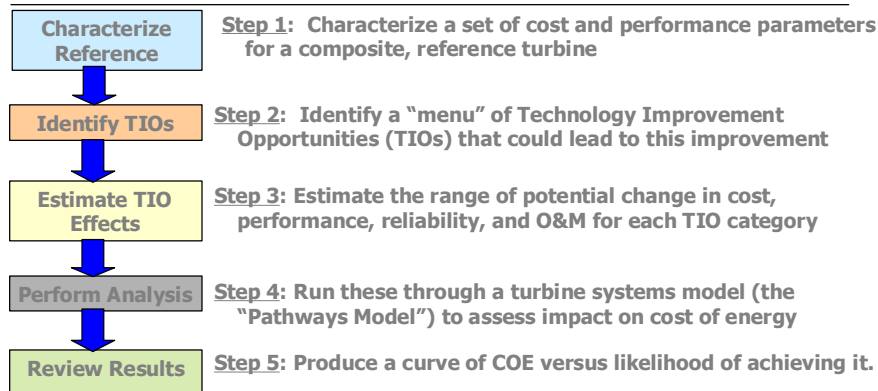 Characterize
Reference
Step 1:  Characterize a set of cost and performance parameters
for a composite, reference turbine
Identify TIOs
Step 2:  Identify a “menu” of Technology Improvement
Opportunities (TIOs) that could lead to this improvement
Estimate TIO
Effects
Step 3: Estimate the range of potential change in cost,
performance, reliability, and O&M for each TIO category
Perform Analysis
Step 4: Run these through a turbine systems model (the
“Pathways Model”) to assess impact on cost of energy
Review Results
Step 5: Produce a curve of COE versus likelihood of achieving it.